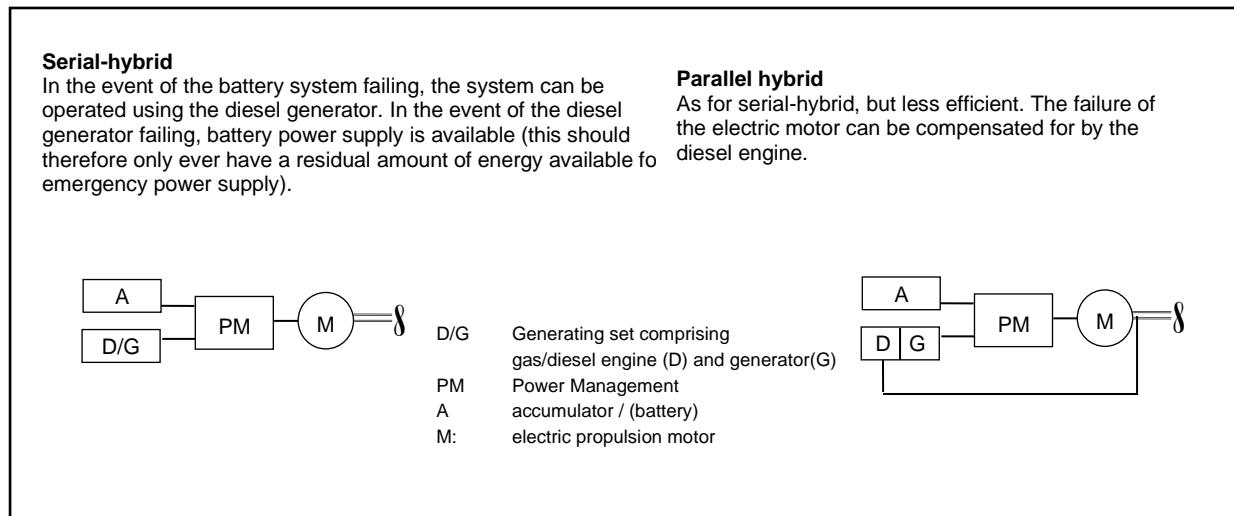 Serial-hybrid
In the event of the battery system failing, the system can be
operated using the diesel generator. In the event of the diesel
generator failing, battery power supply is available (this should
therefore only ever have a residual amount of energy available fo
emergency power supply).
Parallel hybrid
As for serial-hybrid, but less efficient. The failure of
the electric motor can be compensated for by the
diesel engine.
A
D/G
PM
M
D/G Generating set comprising
gas/diesel engine (D) and generator(G)
PM Power Management
A accumulator / (battery)
M: electric propulsion motor
A
D G
PM
M